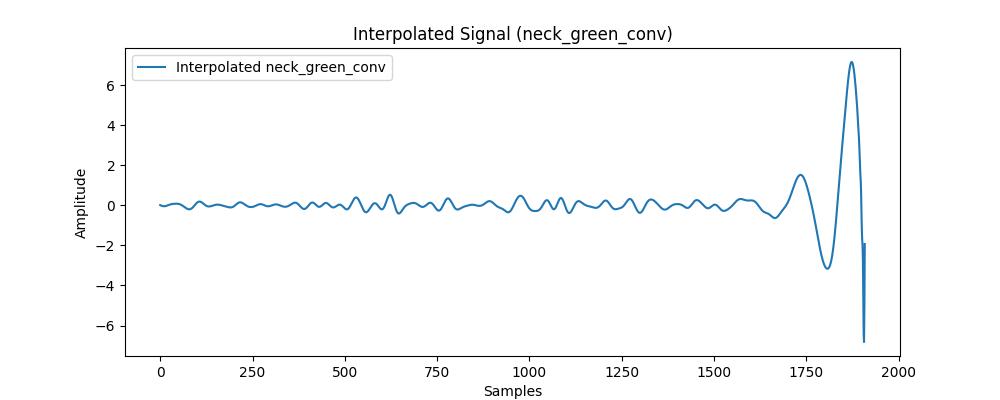 Interpolated Signal (neck_green_conv)
Interpolated neck_green_conv
Amplitude
6
4
2
0
−2
−4
−6
0 250 500 750 1000 1250 1500 1750 2000
Samples